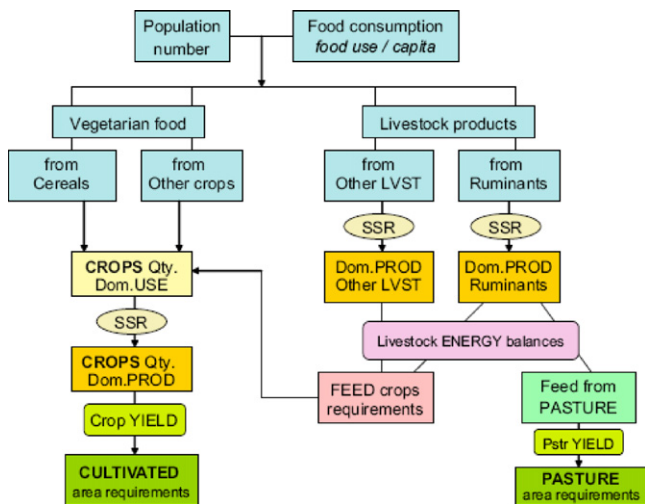 Population
number
Food consumption
food use / capita
Vegetarian food
Livestock products
from
Cereals
from
Other crops
from
Other LVST
from
Ruminants
SSR
SSR
CROPS Qty.
Dom.USE
Dom.PROD
Other LVST
Dom.PROD
Ruminants
SSR
Livestock ENERGY balances
CROPS Qty.
Dom.PROD
FEED crops
requirements
Feed from
PASTURE
Crop YIELD
Pstr YIELD
CULTIVATED
area requirements
PASTURE
area requirements